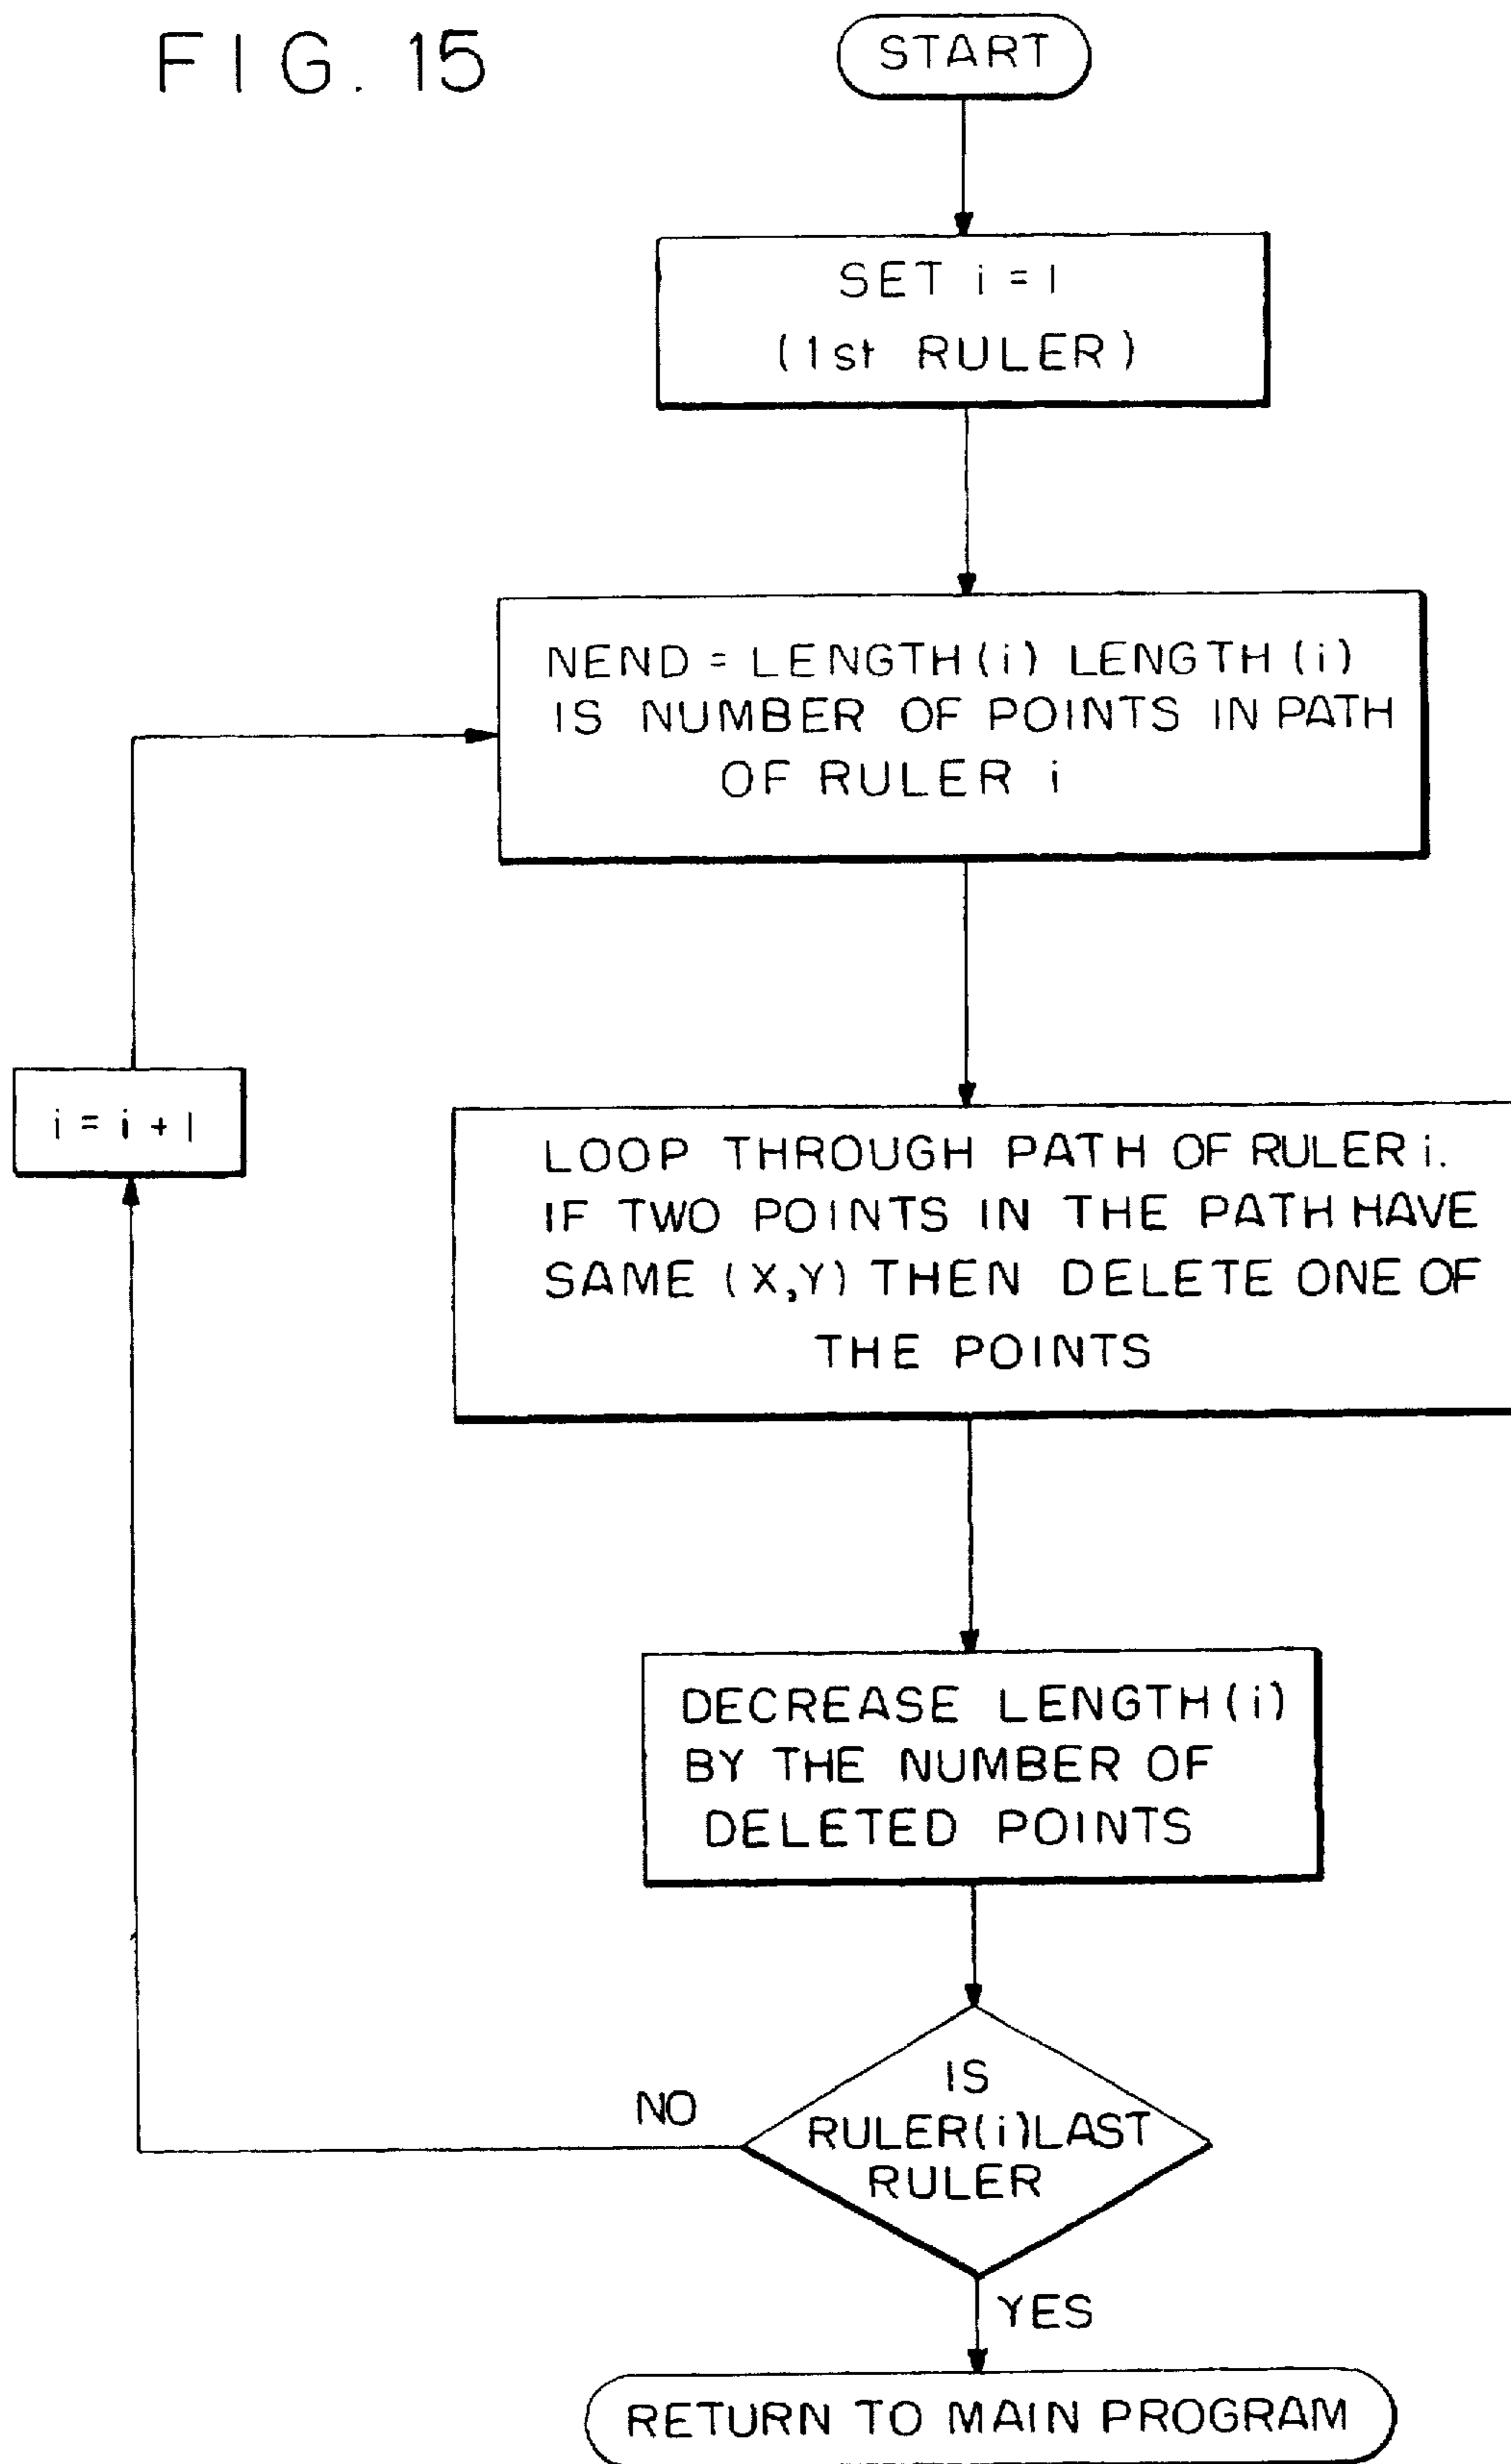 FIG. 15
START
SET i = 1
(1st RULER)
NEND = LENGTH(i) LENGTH(i)
IS NUMBER OF POINTS IN PATH
OF RULER i
i = i + 1
LOOP THROUGH PATH OF RULER i.
IF TWO POINTS IN THE PATH HAVE
SAME (X,Y) THEN DELETE ONE OF
THE POINTS
DECREASE LENGTH(i)
BY THE NUMBER OF
DELETED POINTS
IS
RULER(i)LAST
RULER
NO
YES
RETURN TO MAIN PROGRAM